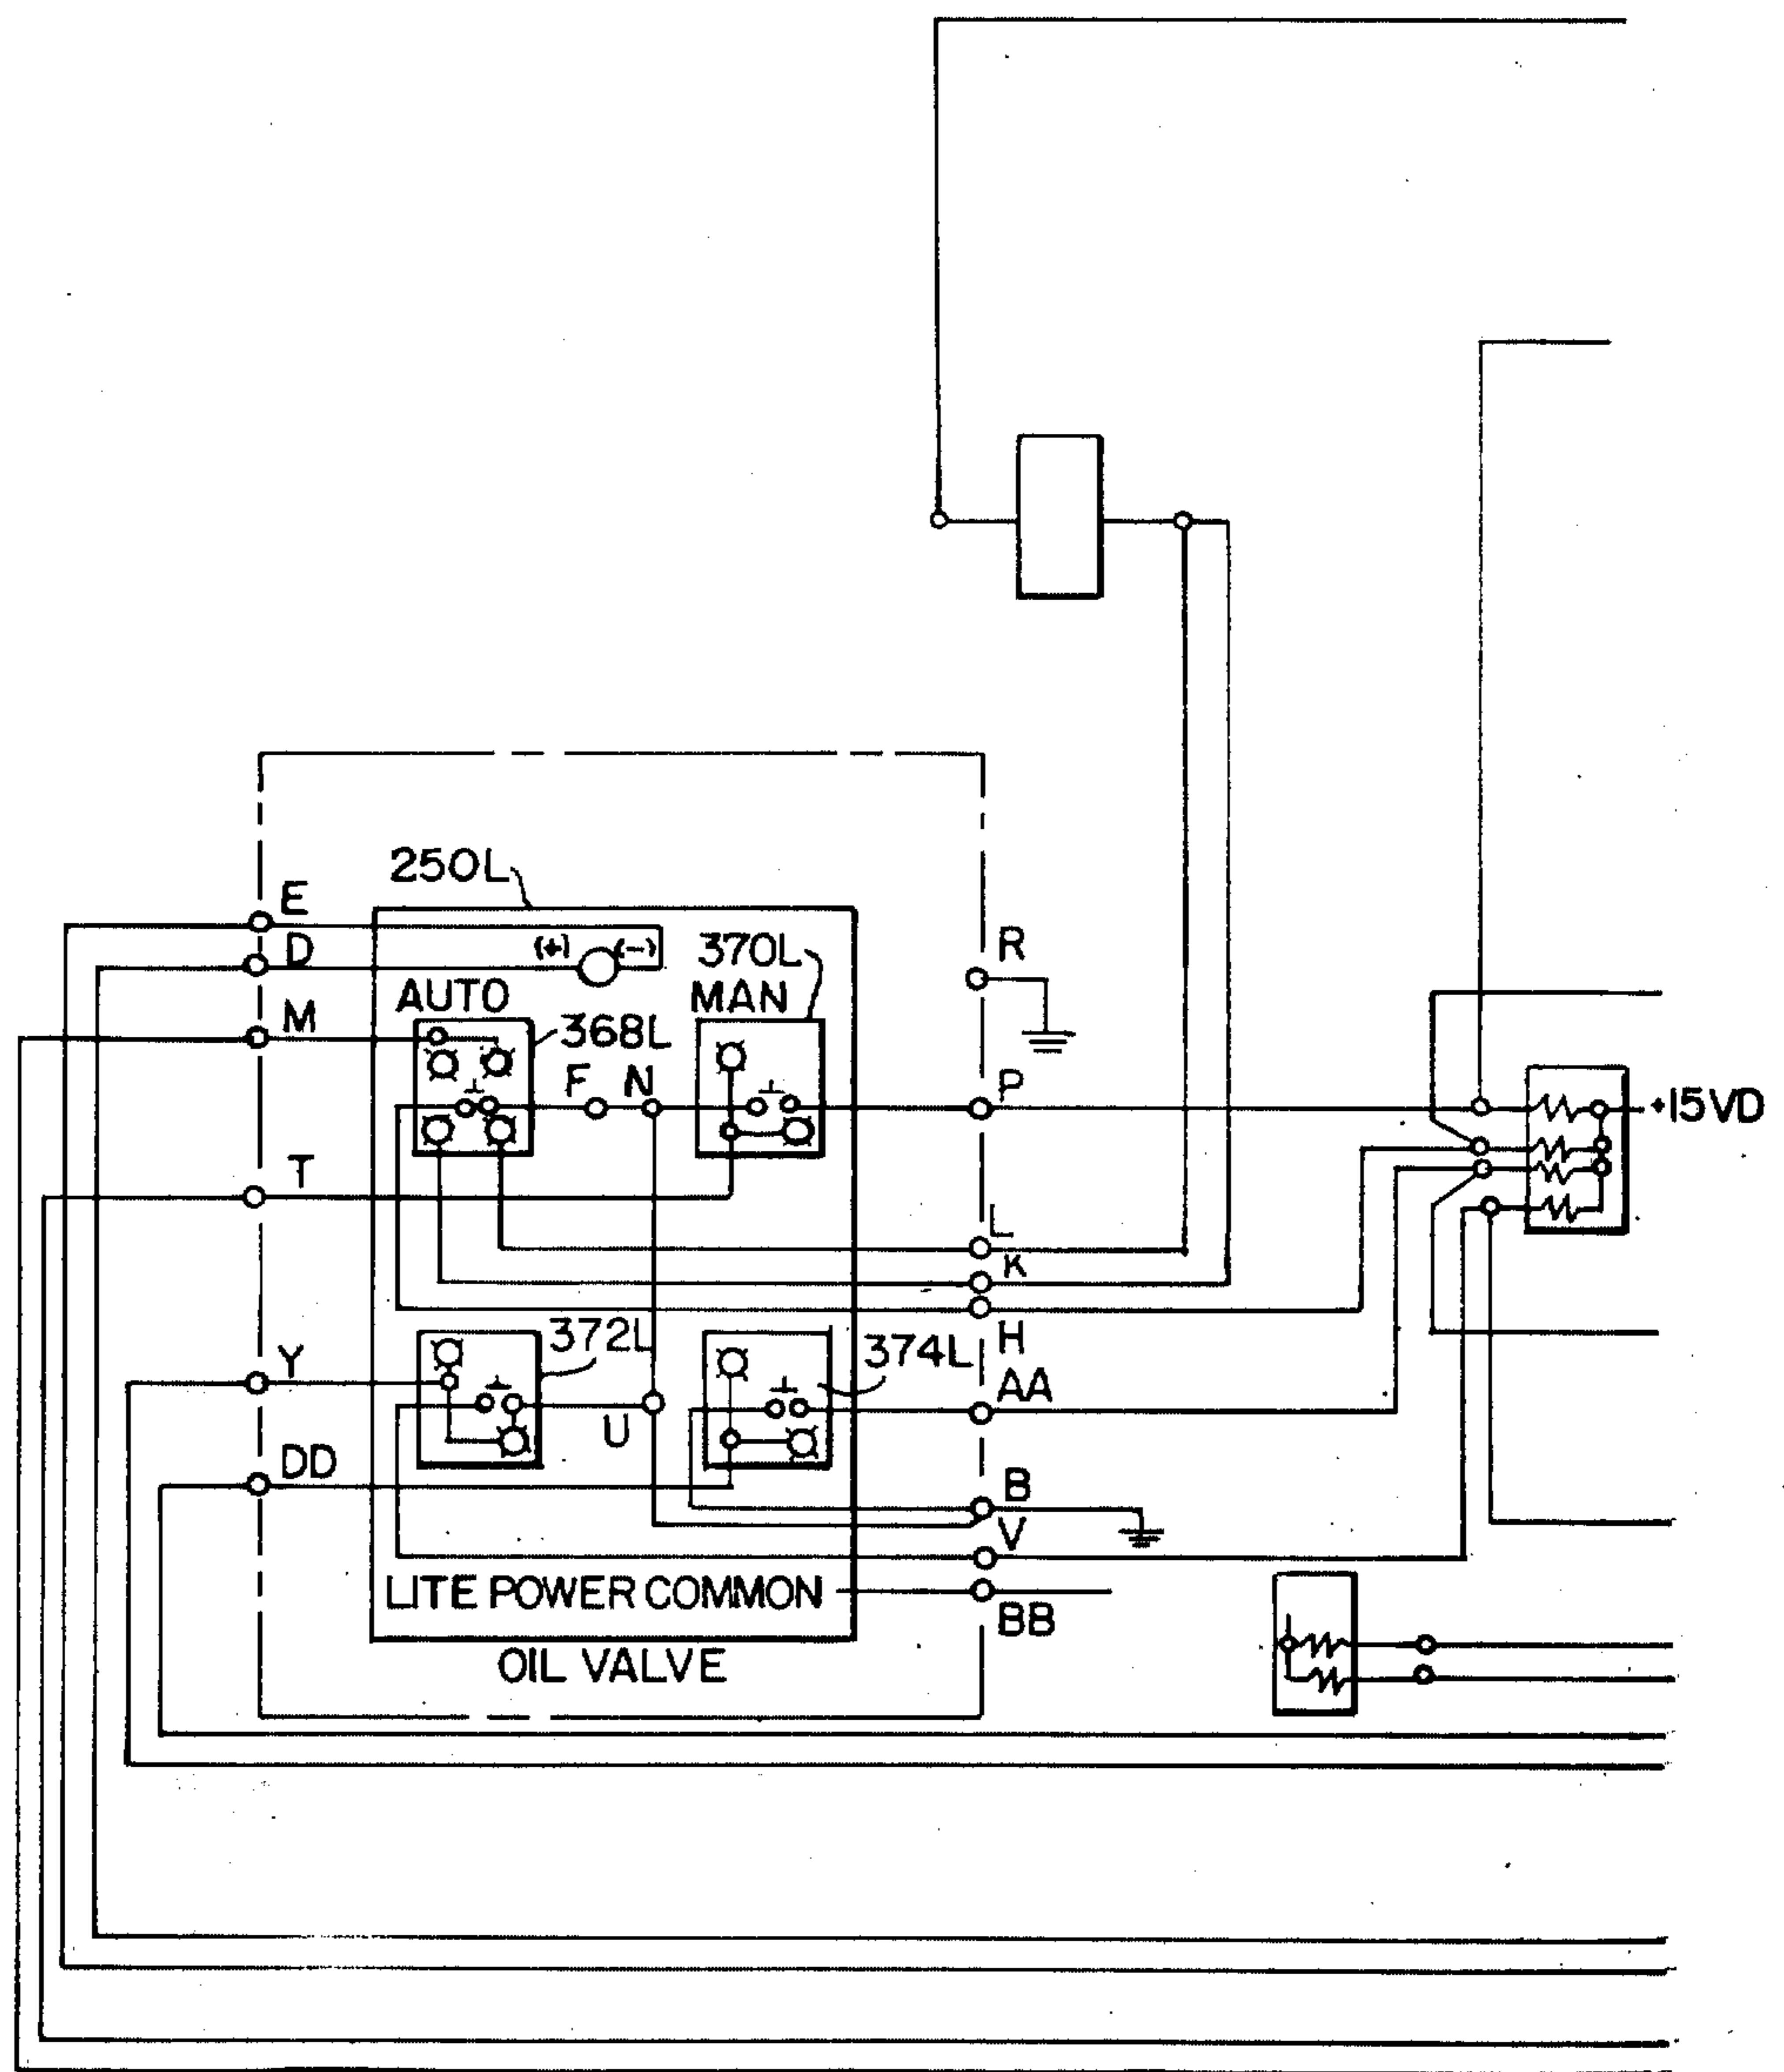 250L
E
D
(+) (-)
370L
R
AUTO
MAN
M
368L
F N
P
+15VD
T
L
K
372L
H
374L
Y
AA
U
DD
B
V
LITE POWER COMMON
BB
OIL VALVE